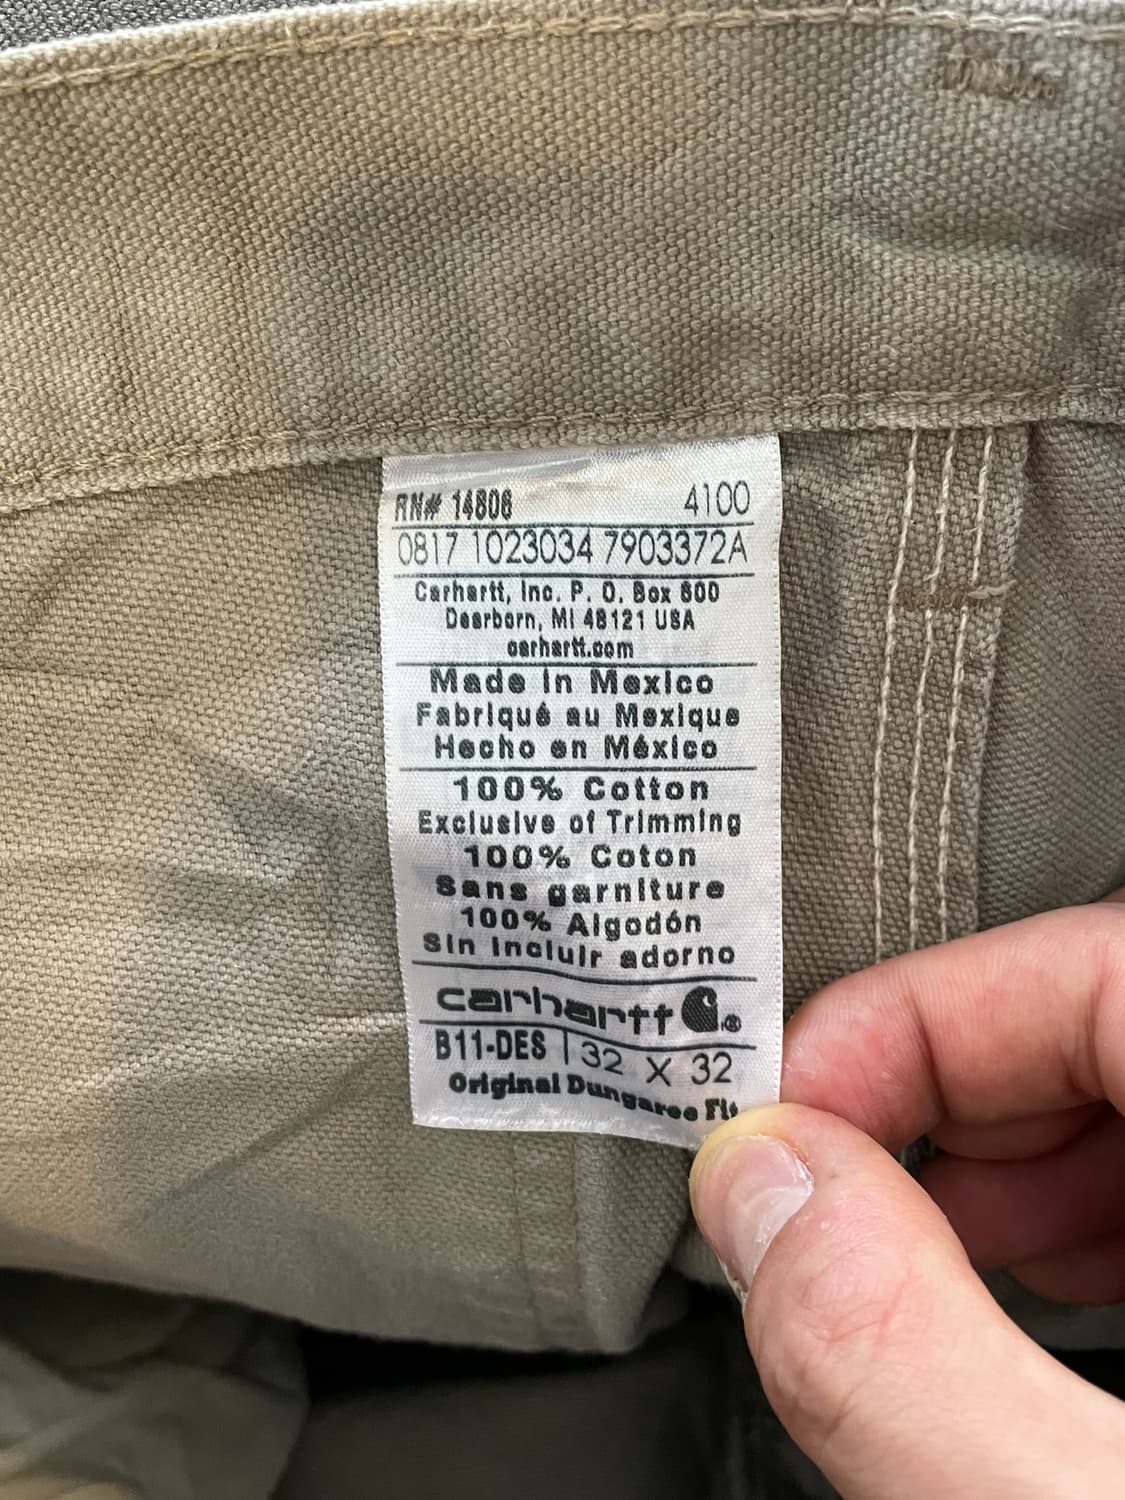 RN# 14806 4100
0817 1023034 7903372A
Carhartt, Inc. P. O. Box 600
Dearborn, MI 48121 USA
carhartt.com
Made in Mexico
Fabriqué au Mexique
Hecho en México
100% Cotton
Exclusive of Trimming
100% Coton
Sans garniture
100% Algodón
Sin incluir adorno
carhartt ®
B11-DES | 32 X 32
Original Dungaree Fit